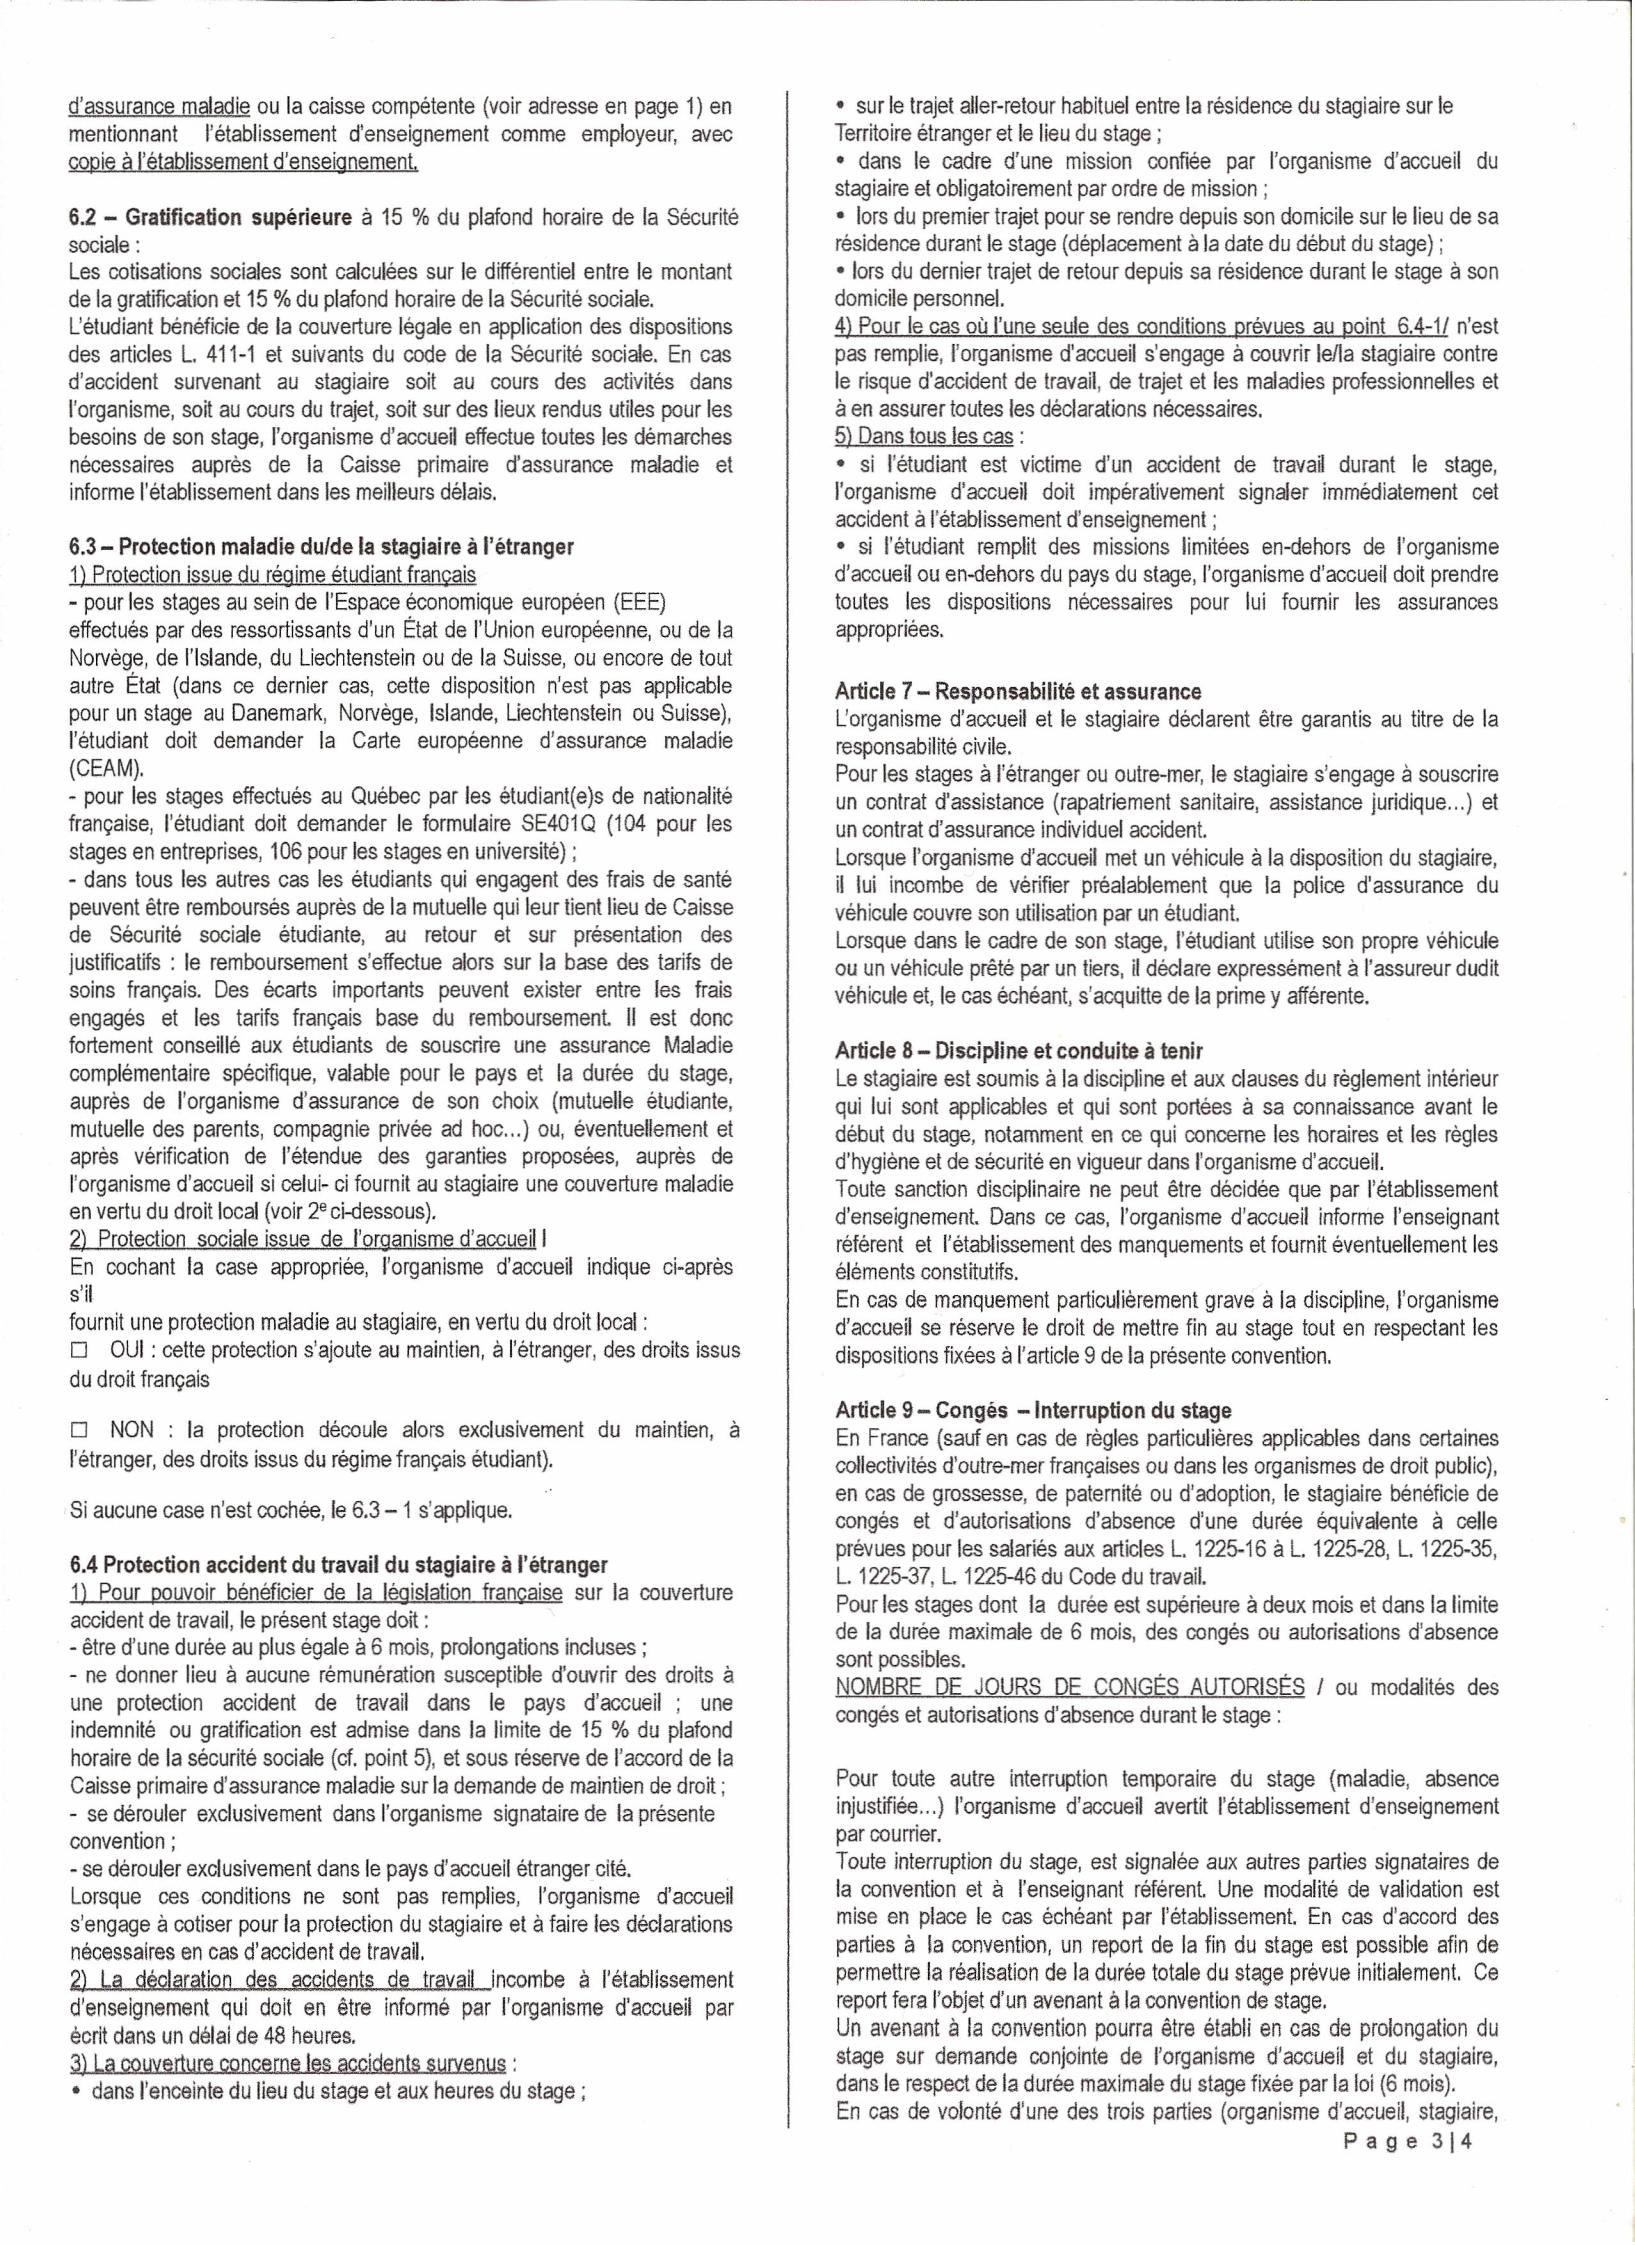 d'assurance maladie ou la caisse compétente (voir adresse en page 1) en
mentionnant l'établissement d'enseignement comme employeur, avec
copie à l'établissement d'enseignement.
6.2 – Gratification supérieure à 15 % du plafond horaire de la Sécurité
sociale :
Les cotisations sociales sont calculées sur le différentiel entre le montant
de la gratification et 15 % du plafond horaire de la Sécurité sociale.
L'étudiant bénéficie de la couverture légale en application des dispositions
des articles L. 411-1 et suivants du code de la Sécurité sociale. En cas
d'accident survenant au stagiaire soit au cours des activités dans
l'organisme, soit au cours du trajet, soit sur des lieux rendus utiles pour les
besoins de son stage, l'organisme d'accueil effectue toutes les démarches
nécessaires auprès de la Caisse primaire d'assurance maladie et
informe l'établissement dans les meilleurs délais.
6.3 – Protection maladie du/de la stagiaire à l'étranger
1) Protection issue du régime étudiant français
- pour les stages au sein de l'Espace économique européen (EEE)
effectués par des ressortissants d'un État de l'Union européenne, ou de la
Norvège, de l'Islande, du Liechtenstein ou de la Suisse, ou encore de tout
autre État (dans ce dernier cas, cette disposition n'est pas applicable
pour un stage au Danemark, Norvège, Islande, Liechtenstein ou Suisse),
l'étudiant doit demander la Carte européenne d'assurance maladie
(CEAM).
- pour les stages effectués au Québec par les étudiant(e)s de nationalité
française, l'étudiant doit demander le formulaire SE401Q (104 pour les
stages en entreprises, 106 pour les stages en université) ;
- dans tous les autres cas les étudiants qui engagent des frais de santé
peuvent être remboursés auprès de la mutuelle qui leur tient lieu de Caisse
de Sécurité sociale étudiante, au retour et sur présentation des
justificatifs : le remboursement s'effectue alors sur la base des tarifs de
soins français. Des écarts importants peuvent exister entre les frais
engagés et les tarifs français base du remboursement. Il est donc
fortement conseillé aux étudiants de souscrire une assurance Maladie
complémentaire spécifique, valable pour le pays et la durée du stage,
auprès de l'organisme d'assurance de son choix (mutuelle étudiante,
mutuelle des parents, compagnie privée ad hoc...) ou, éventuellement et
après vérification de l'étendue des garanties proposées, auprès de
l'organisme d'accueil si celui- ci fournit au stagiaire une couverture maladie
en vertu du droit local (voir 2e ci-dessous).
2) Protection sociale issue de l'organisme d'accueil l
En cochant la case appropriée, l'organisme d'accueil indique ci-après
s'il
fournit une protection maladie au stagiaire, en vertu du droit local :
☐ OUI : cette protection s'ajoute au maintien, à l'étranger, des droits issus
du droit français
☐ NON : la protection découle alors exclusivement du maintien, à
l'étranger, des droits issus du régime français étudiant).
Si aucune case n'est cochée, le 6.3 – 1 s'applique.
6.4 Protection accident du travail du stagiaire à l'étranger
1) Pour pouvoir bénéficier de la législation française sur la couverture
accident de travail, le présent stage doit :
- être d'une durée au plus égale à 6 mois, prolongations incluses ;
- ne donner lieu à aucune rémunération susceptible d'ouvrir des droits à
une protection accident de travail dans le pays d'accueil ; une
indemnité ou gratification est admise dans la limite de 15 % du plafond
horaire de la sécurité sociale (cf. point 5), et sous réserve de l'accord de la
Caisse primaire d'assurance maladie sur la demande de maintien de droit ;
- se dérouler exclusivement dans l'organisme signataire de la présente
convention ;
- se dérouler exclusivement dans le pays d'accueil étranger cité.
Lorsque ces conditions ne sont pas remplies, l'organisme d'accueil
s'engage à cotiser pour la protection du stagiaire et à faire les déclarations
nécessaires en cas d'accident de travail.
2) La déclaration des accidents de travail incombe à l'établissement
d'enseignement qui doit en être informé par l'organisme d'accueil par
écrit dans un délai de 48 heures.
3) La couverture concerne les accidents survenus :
• dans l'enceinte du lieu du stage et aux heures du stage ;
• sur le trajet aller-retour habituel entre la résidence du stagiaire sur le
Territoire étranger et le lieu du stage ;
• dans le cadre d'une mission confiée par l'organisme d'accueil du
stagiaire et obligatoirement par ordre de mission ;
• lors du premier trajet pour se rendre depuis son domicile sur le lieu de sa
résidence durant le stage (déplacement à la date du début du stage) ;
• lors du dernier trajet de retour depuis sa résidence durant le stage à son
domicile personnel.
4) Pour le cas où l'une seule des conditions prévues au point 6.4-1/ n'est
pas remplie, l'organisme d'accueil s'engage à couvrir le/la stagiaire contre
le risque d'accident de travail, de trajet et les maladies professionnelles et
à en assurer toutes les déclarations nécessaires.
5) Dans tous les cas :
• si l'étudiant est victime d'un accident de travail durant le stage,
l'organisme d'accueil doit impérativement signaler immédiatement cet
accident à l'établissement d'enseignement ;
• si l'étudiant remplit des missions limitées en-dehors de l'organisme
d'accueil ou en-dehors du pays du stage, l'organisme d'accueil doit prendre
toutes les dispositions nécessaires pour lui fournir les assurances
appropriées.
Article 7 – Responsabilité et assurance
L'organisme d'accueil et le stagiaire déclarent être garantis au titre de la
responsabilité civile.
Pour les stages à l'étranger ou outre-mer, le stagiaire s'engage à souscrire
un contrat d'assistance (rapatriement sanitaire, assistance juridique...) et
un contrat d'assurance individuel accident.
Lorsque l'organisme d'accueil met un véhicule à la disposition du stagiaire,
il lui incombe de vérifier préalablement que la police d'assurance du
véhicule couvre son utilisation par un étudiant.
Lorsque dans le cadre de son stage, l'étudiant utilise son propre véhicule
ou un véhicule prêté par un tiers, il déclare expressément à l'assureur dudit
véhicule et, le cas échéant, s'acquitte de la prime y afférente.
Article 8 – Discipline et conduite à tenir
Le stagiaire est soumis à la discipline et aux clauses du règlement intérieur
qui lui sont applicables et qui sont portées à sa connaissance avant le
début du stage, notamment en ce qui concerne les horaires et les règles
d'hygiène et de sécurité en vigueur dans l'organisme d'accueil.
Toute sanction disciplinaire ne peut être décidée que par l'établissement
d'enseignement. Dans ce cas, l'organisme d'accueil informe l'enseignant
référent et l'établissement des manquements et fournit éventuellement les
éléments constitutifs.
En cas de manquement particulièrement grave à la discipline, l'organisme
d'accueil se réserve le droit de mettre fin au stage tout en respectant les
dispositions fixées à l'article 9 de la présente convention.
Article 9 – Congés – Interruption du stage
En France (sauf en cas de règles particulières applicables dans certaines
collectivités d'outre-mer françaises ou dans les organismes de droit public),
en cas de grossesse, de paternité ou d'adoption, le stagiaire bénéficie de
congés et d'autorisations d'absence d'une durée équivalente à celle
prévues pour les salariés aux articles L. 1225-16 à L. 1225-28, L. 1225-35,
L. 1225-37, L. 1225-46 du Code du travail.
Pour les stages dont la durée est supérieure à deux mois et dans la limite
de la durée maximale de 6 mois, des congés ou autorisations d'absence
sont possibles.
NOMBRE DE JOURS DE CONGÉS AUTORISÉS / ou modalités des
congés et autorisations d'absence durant le stage :
Pour toute autre interruption temporaire du stage (maladie, absence
injustifiée...) l'organisme d'accueil avertit l'établissement d'enseignement
par courrier.
Toute interruption du stage, est signalée aux autres parties signataires de
la convention et à l'enseignant référent. Une modalité de validation est
mise en place le cas échéant par l'établissement. En cas d'accord des
parties à la convention, un report de la fin du stage est possible afin de
permettre la réalisation de la durée totale du stage prévue initialement. Ce
report fera l'objet d'un avenant à la convention de stage.
Un avenant à la convention pourra être établi en cas de prolongation du
stage sur demande conjointe de l'organisme d'accueil et du stagiaire,
dans le respect de la durée maximale du stage fixée par la loi (6 mois).
En cas de volonté d'une des trois parties (organisme d'accueil, stagiaire,
Page 3|4